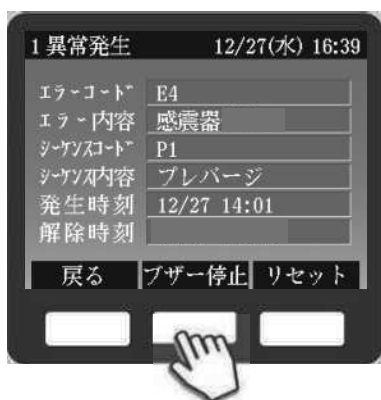 1 異常発生 12/27(水) 16:39
ｴﾗｰｺｰﾄﾞ E4
エラー内容 感震器
ｼｰｹﾝｽｺｰﾄﾞ P1
ｼｰｹﾝｽ内容 プレパージ
発生時刻 12/27 14:01
解除時刻
戻る ブザー停止 リセット